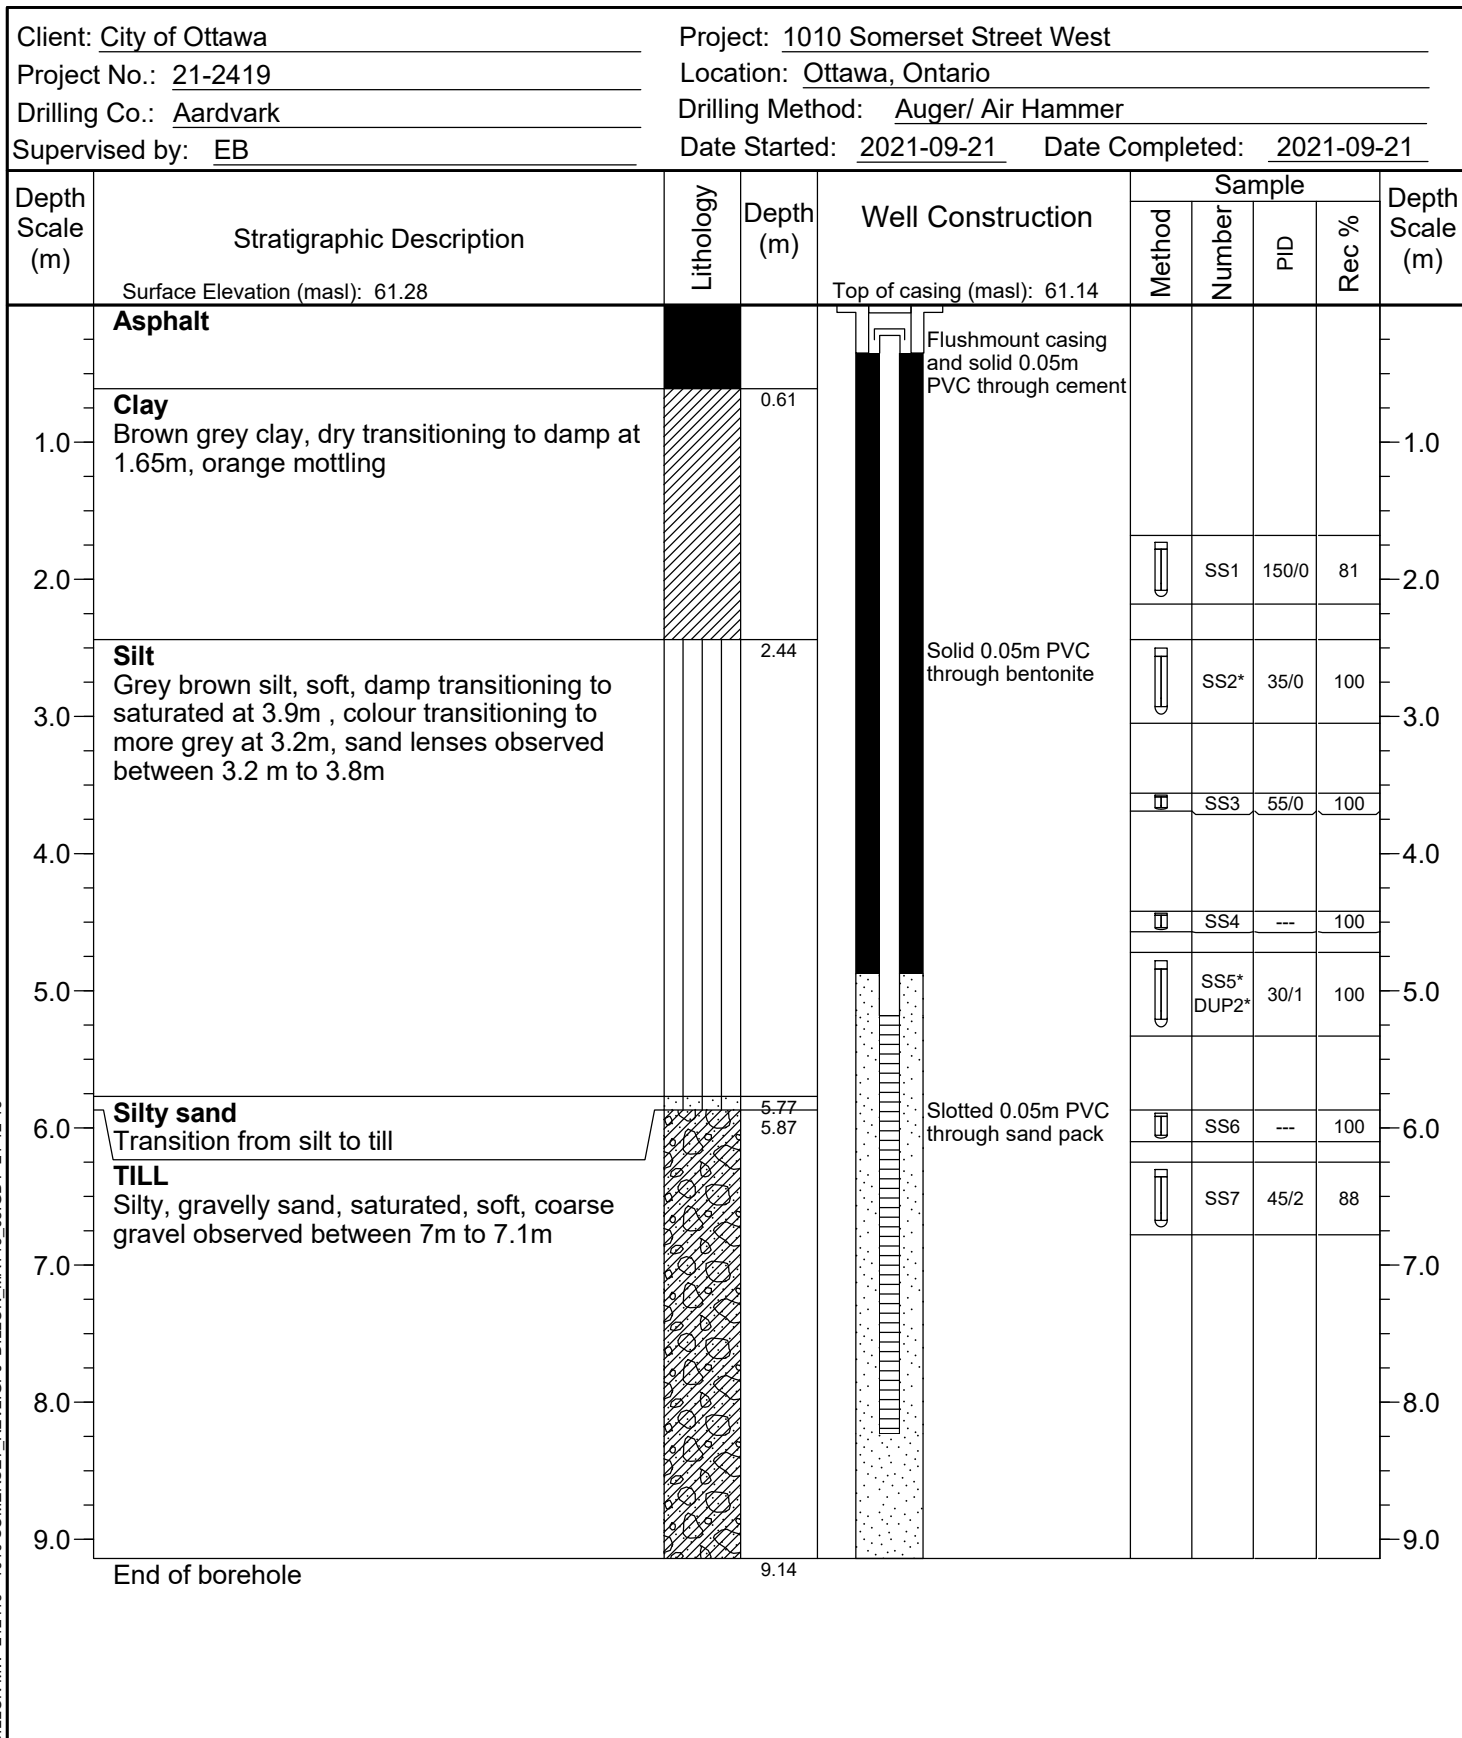 Client: City of Ottawa
Project: 1010 Somerset Street West
Project No.: 21-2419
Location: Ottawa, Ontario
Drilling Co.: Aardvark
Drilling Method: Auger/ Air Hammer
Supervised by: EB
Date Started: 2021-09-21 Date Completed: 2021-09-21
Depth Scale (m)
Stratigraphic Description
Surface Elevation (masl): 61.28
Lithology
Depth (m)
Well Construction
Top of casing (masl): 61.14
Sample
Method
Number
PID
Rec %
Depth Scale (m)
Asphalt
Flushmount casing
and solid 0.05m
PVC through cement
Clay
0.61
Brown grey clay, dry transitioning to damp at
1.65m, orange mottling
1.0
1.0
SS1 150/0 81
2.0
2.0
Silt
2.44
Grey brown silt, soft, damp transitioning to
saturated at 3.9m , colour transitioning to
more grey at 3.2m, sand lenses observed
between 3.2 m to 3.8m
Solid 0.05m PVC
through bentonite
SS2* 35/0 100
3.0
3.0
SS3 55/0 100
4.0
4.0
SS4 --- 100
SS5*
DUP2* 30/1 100
5.0
5.0
Silty sand
5.77
Transition from silt to till
5.87
Slotted 0.05m PVC
through sand pack
SS6 --- 100
6.0
6.0
TILL
Silty, gravelly sand, saturated, soft, coarse
gravel observed between 7m to 7.1m
SS7 45/2 88
7.0
7.0
8.0
8.0
9.0
9.0
End of borehole
9.14